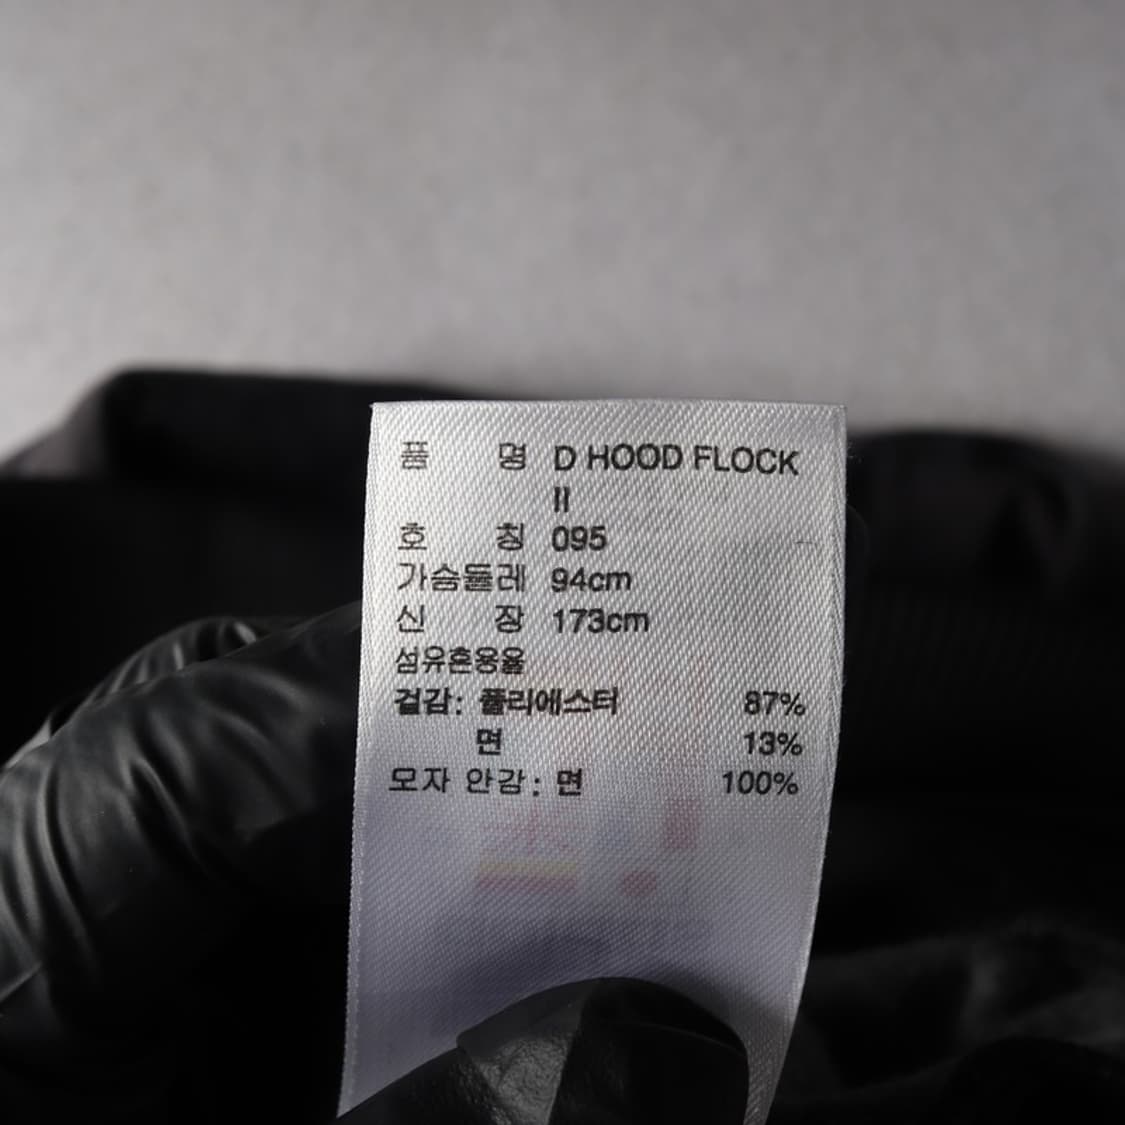 품 명 D HOOD FLOCK
II
호 칭 095
가슴둘레 94cm
신 장 173cm
섬유혼용율
겉감: 폴리에스터 87%
면 13%
모자 안감: 면 100%